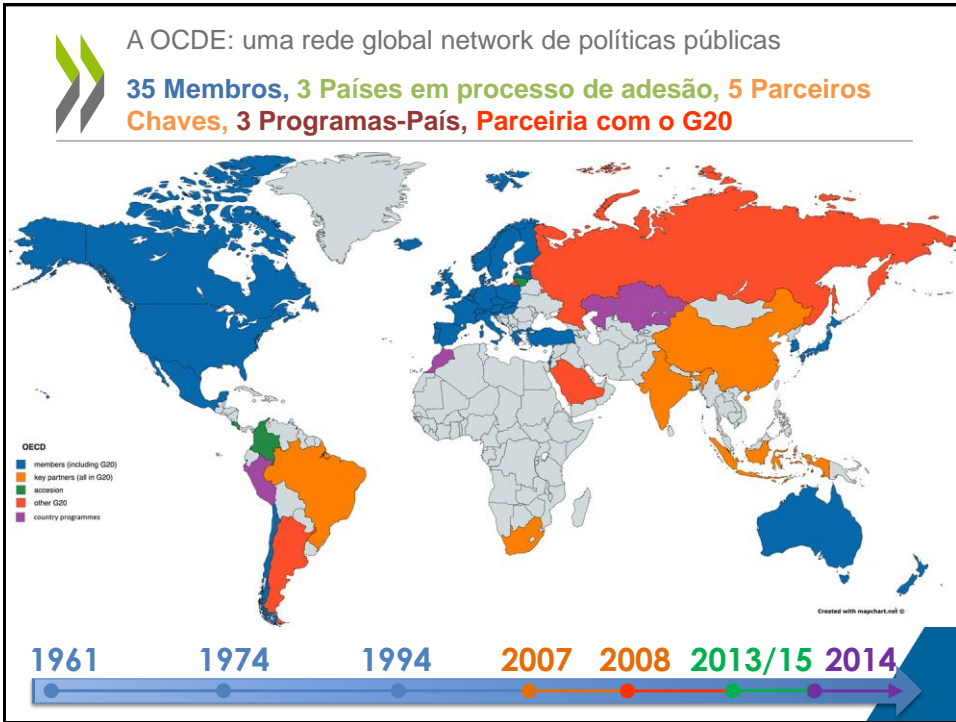 A OCDE: uma rede global network de políticas públicas
35 Membros, 3 Países em processo de adesão, 5 Parceiros
Chaves, 3 Programas-País, Parceiria com o G20
OECD
members (including G20)
key partners (all in G20)
accesion
other G20
country programmes
Created with mapchart.net ©
1961 1974 1994 2007 2008 2013/15 2014